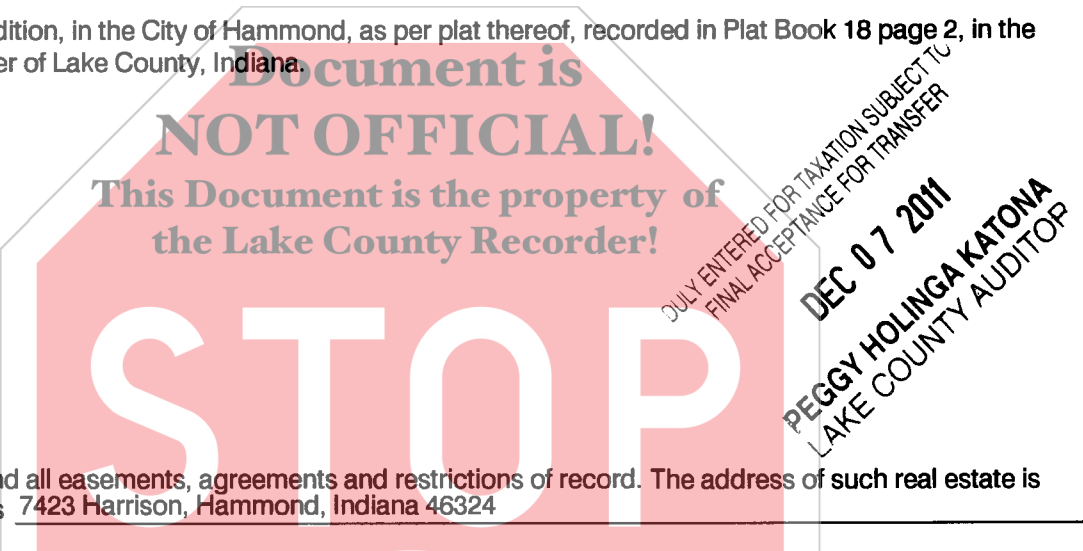 dition, in the City of Hammond, as per plat thereof, recorded in Plat Book 18 page 2, in the
er of Lake County, Indiana.
Document is
NOT OFFICIAL!
This Document is the property of
the Lake County Recorder!
DULY ENTERED FOR TAXATION SUBJECT TO
FINAL ACCEPTANCE FOR TRANSFER
DEC 07 2011
PEGGY HOLINGA KATONA
LAKE COUNTY AUDITOR
STOP
nd all easements, agreements and restrictions of record. The address of such real estate is
s 7423 Harrison, Hammond, Indiana 46324